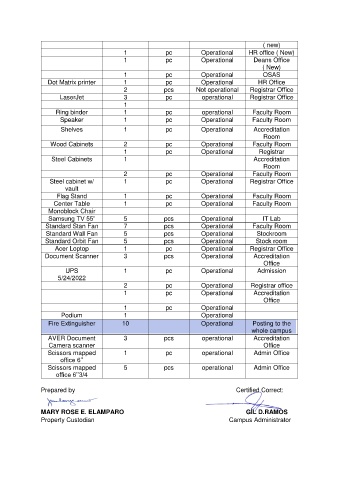 ( new)
1 pc Operational HR office ( New)
1 pc Operational Deans Office
( New)
1 pc Operational OSAS
Dot Matrix printer 1 pc Operational HR Office
2 pcs Not operational Registrar Office
LaserJet 3 pc operational Registrar Office
1
Ring binder 1 pc operational Faculty Room
Speaker 1 pc Operational Faculty Room
Shelves 1 pc Operational Accreditation
Room
Wood Cabinets 2 pc Operational Faculty Room
1 pc Operational Registrar
Steel Cabinets 1 Accreditation
Room
2 pc Operational Faculty Room
Steel cabinet w/ 1 pc Operational Registrar Office
vault
Flag Stand 1 pc Operational Faculty Room
Center Table 1 pc Operational Faculty Room
Monoblock Chair
Samsung TV 55" 5 pcs Operational IT Lab
Standard Stan Fan 7 pcs Operational Faculty Room
Standard Wall Fan 5 pcs Operational Stockroom
Standard Orbit Fan 5 pcs Operational Stock room
Acer Loptop 1 pc Operational Registrar Office
Document Scanner 3 pcs Operational Accreditation
Office
UPS 1 pc Operational Admission
5/24/2022
2 pc Operational Registrar office
1 pc Operational Accreditation
Office
1 pc Operational
Podium 1 Operational
Fire Extinguisher 10 Operational Posting to the
whole campus
AVER Document 3 pcs operational Accreditation
Camera scanner Office
Scissors mapped 1 pc operational Admin Office
office 6"
Scissors mapped 5 pcs operational Admin Office
office 6"3/4
Prepared by Certified Correct:
MARY ROSE E. ELAMPARO GIL D.RAMOS
Property Custodian Campus Administrator